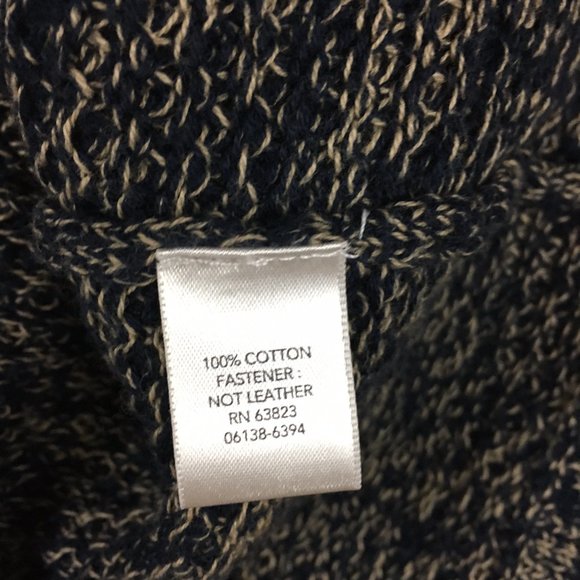 100% COTTON
FASTENER :
NOT LEATHER
RN 63823
06138-6394